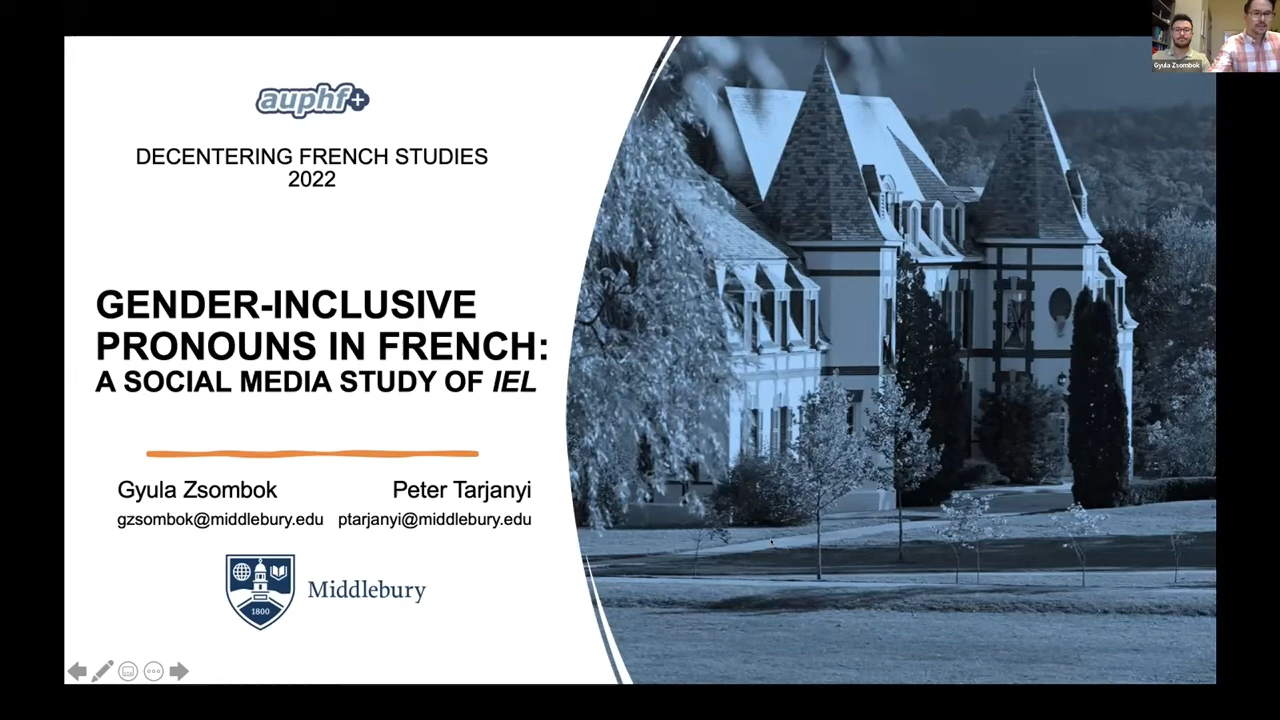 auphf+
DECENTERING FRENCH STUDIES
2022
GENDER-INCLUSIVE
PRONOUNS IN FRENCH:
A SOCIAL MEDIA STUDY OF IEL
Gyula Zsombok
Peter Tarjanyi
gzsombok@middlebury.edu
ptarjanyi@middlebury.edu
1800
Middlebury
Gyula Zsombok